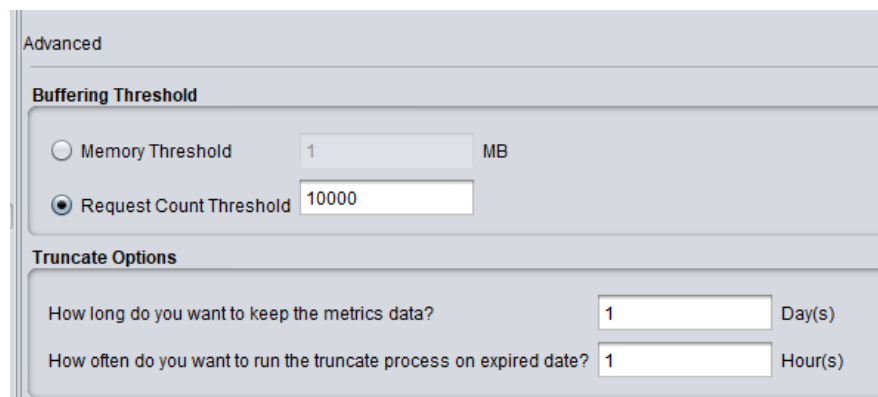 Advanced
Buffering Threshold
Memory Threshold 1 MB
Request Count Threshold 10000
Truncate Options
How long do you want to keep the metrics data? 1 Day(s)
How often do you want to run the truncate process on expired date? 1 Hour(s)